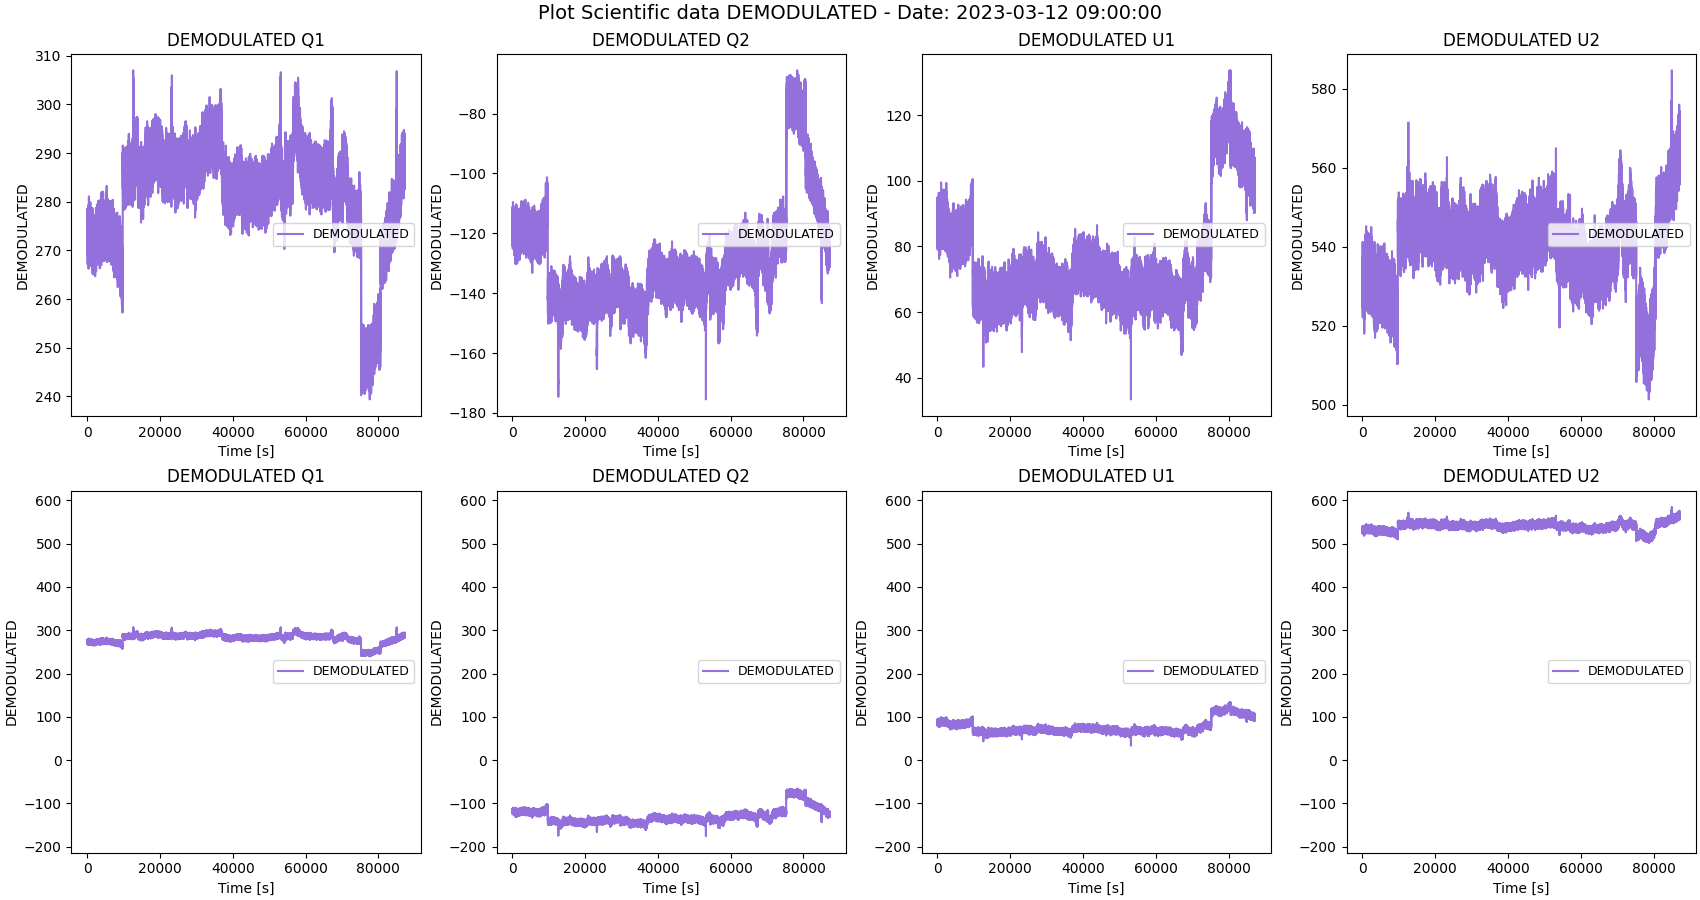 Plot Scientific data DEMODULATED - Date: 2023-03-12 09:00:00
DEMODULATED Q1
DEMODULATED
310
300
290
280
270
260
250
240
DEMODULATED
0 20000 40000 60000 80000
Time [s]
DEMODULATED Q2
DEMODULATED
−80
−100
−120
−140
−160
−180
DEMODULATED
0 20000 40000 60000 80000
Time [s]
DEMODULATED U1
DEMODULATED
120
100
80
60
40
DEMODULATED
0 20000 40000 60000 80000
Time [s]
DEMODULATED U2
DEMODULATED
580
560
540
520
500
DEMODULATED
0 20000 40000 60000 80000
Time [s]
DEMODULATED Q1
DEMODULATED
600
500
400
300
200
100
0
−100
−200
DEMODULATED
0 20000 40000 60000 80000
Time [s]
DEMODULATED Q2
DEMODULATED
600
500
400
300
200
100
0
−100
−200
DEMODULATED
0 20000 40000 60000 80000
Time [s]
DEMODULATED U1
DEMODULATED
600
500
400
300
200
100
0
−100
−200
DEMODULATED
0 20000 40000 60000 80000
Time [s]
DEMODULATED U2
DEMODULATED
600
500
400
300
200
100
0
−100
−200
DEMODULATED
0 20000 40000 60000 80000
Time [s]